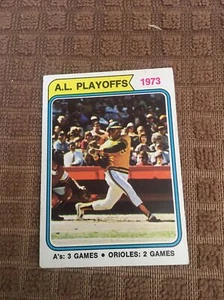 A.L. PLAYOFFS 1973
A's: 3 GAMES • ORIOLES: 2 GAMES